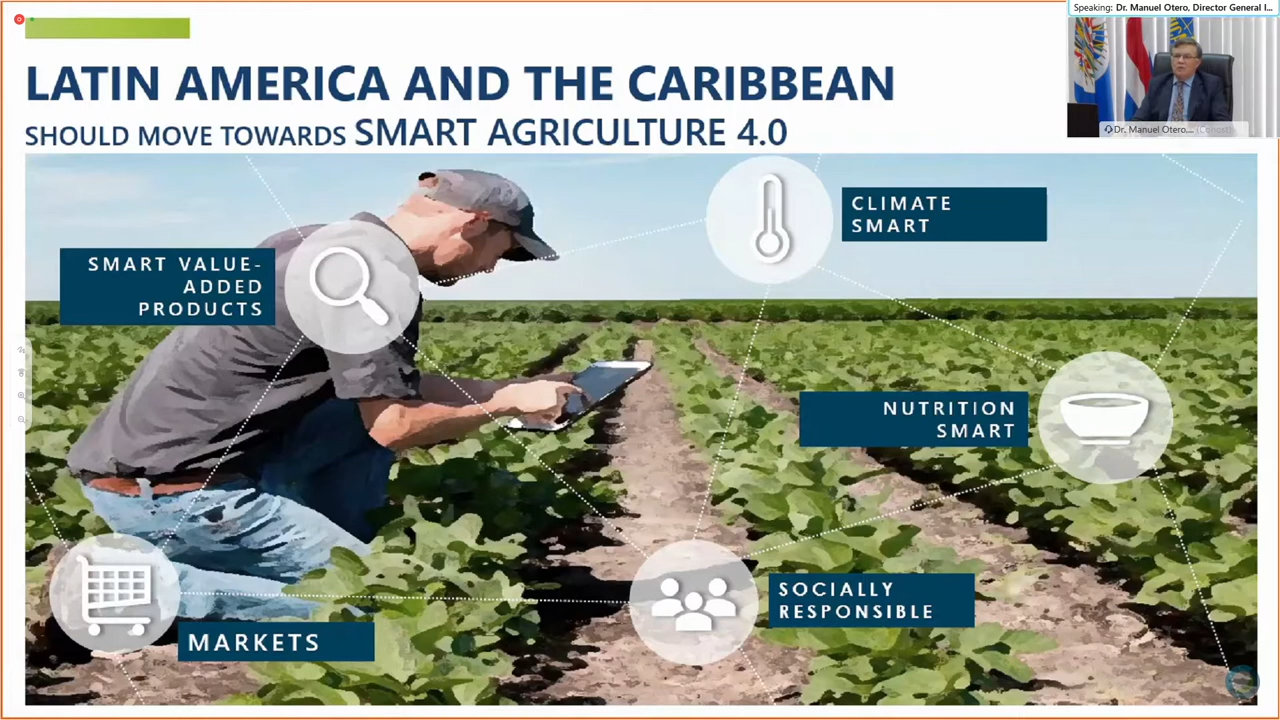 Speaking: Dr. Manuel Otero, Director General I...
LATIN AMERICA AND THE CARIBBEAN
SHOULD MOVE TOWARDS SMART AGRICULTURE 4.0
Dr. Manuel Otero,... (Conost)
CLIMATE
SMART
SMART VALUE-
ADDED
PRODUCTS
NUTRITION
SMART
SOCIALLY
RESPONSIBLE
MARKETS